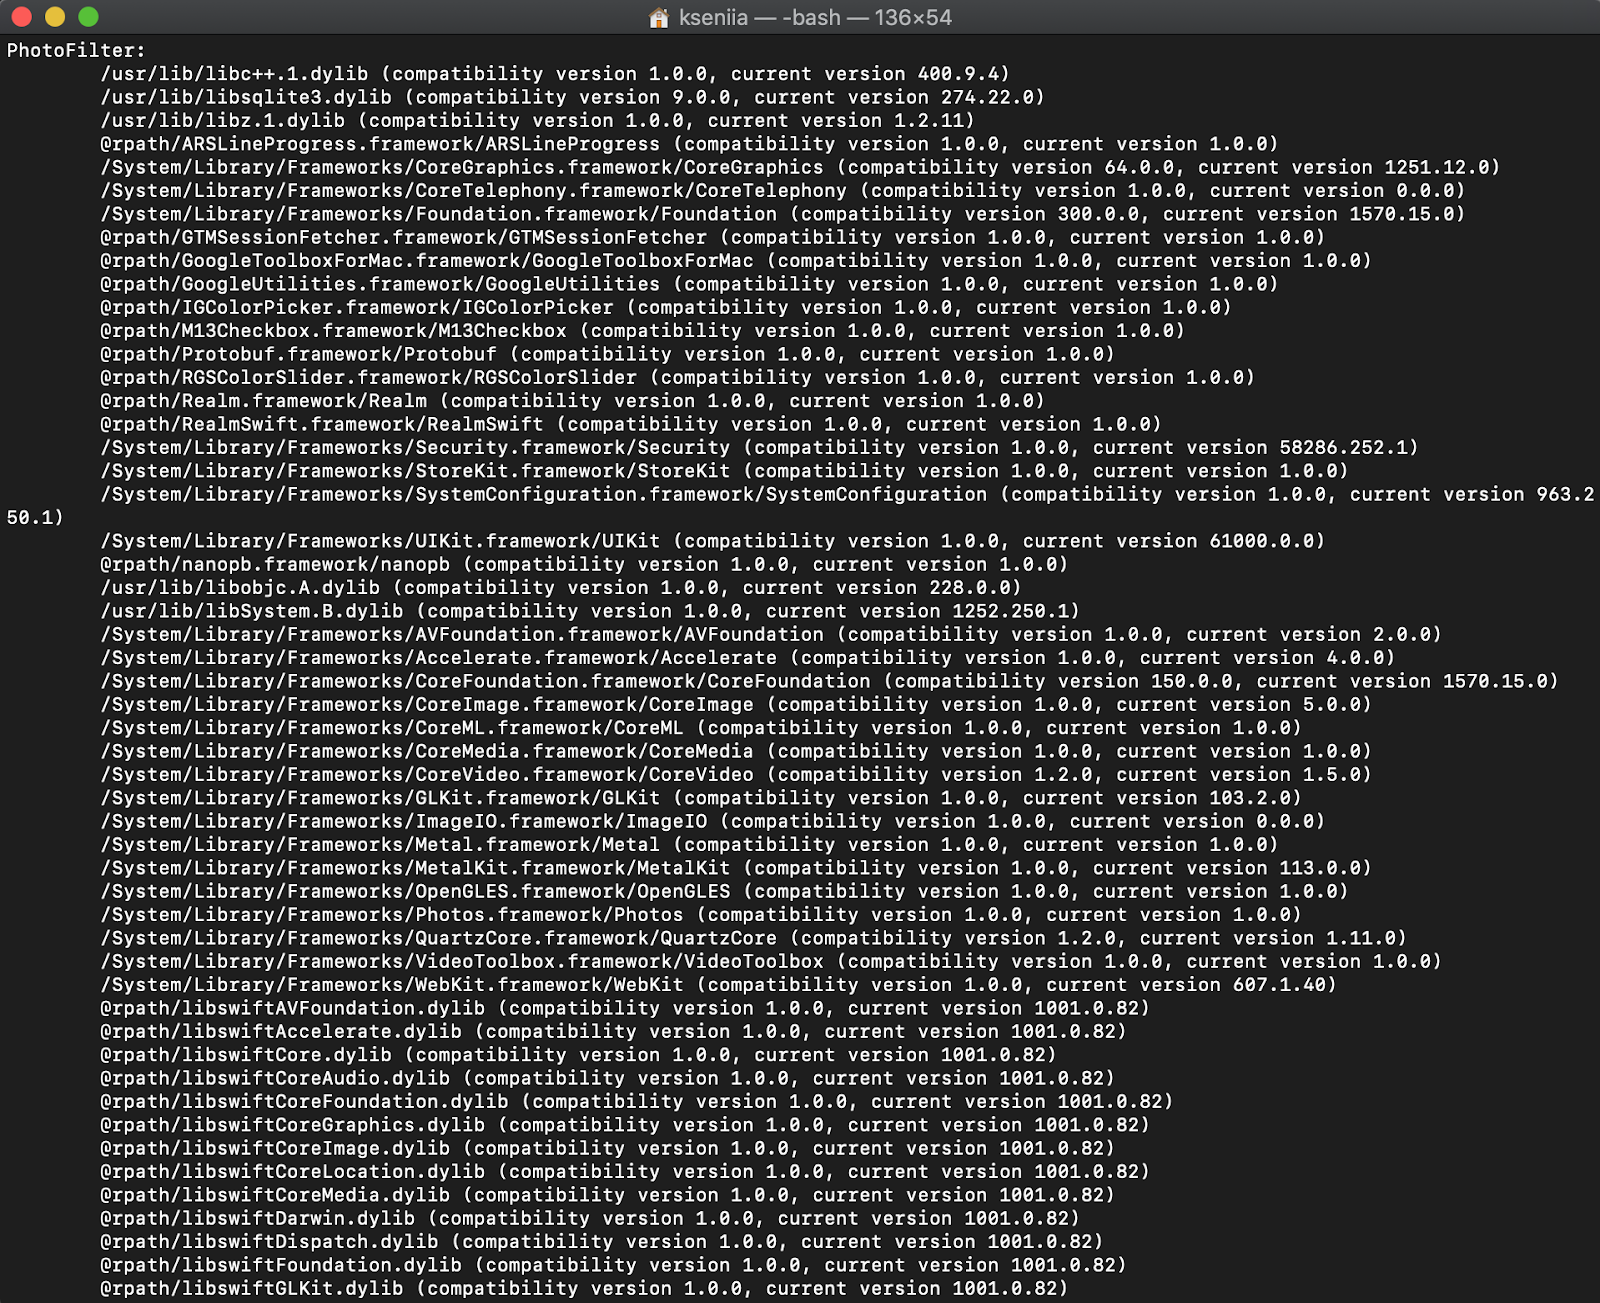 kseniia — -bash — 136×54
PhotoFilter:
/usr/lib/libc++.1.dylib (compatibility version 1.0.0, current version 400.9.4)
/usr/lib/libsqlite3.dylib (compatibility version 9.0.0, current version 274.22.0)
/usr/lib/libz.1.dylib (compatibility version 1.0.0, current version 1.2.11)
@rpath/ARSLineProgress.framework/ARSLineProgress (compatibility version 1.0.0, current version 1.0.0)
/System/Library/Frameworks/CoreGraphics.framework/CoreGraphics (compatibility version 64.0.0, current version 1251.12.0)
/System/Library/Frameworks/CoreTelephony.framework/CoreTelephony (compatibility version 1.0.0, current version 0.0.0)
/System/Library/Frameworks/Foundation.framework/Foundation (compatibility version 300.0.0, current version 1570.15.0)
@rpath/GTMSessionFetcher.framework/GTMSessionFetcher (compatibility version 1.0.0, current version 1.0.0)
@rpath/GoogleToolboxForMac.framework/GoogleToolboxForMac (compatibility version 1.0.0, current version 1.0.0)
@rpath/GoogleUtilities.framework/GoogleUtilities (compatibility version 1.0.0, current version 1.0.0)
@rpath/IGColorPicker.framework/IGColorPicker (compatibility version 1.0.0, current version 1.0.0)
@rpath/M13Checkbox.framework/M13Checkbox (compatibility version 1.0.0, current version 1.0.0)
@rpath/Protobuf.framework/Protobuf (compatibility version 1.0.0, current version 1.0.0)
@rpath/RGSColorSlider.framework/RGSColorSlider (compatibility version 1.0.0, current version 1.0.0)
@rpath/Realm.framework/Realm (compatibility version 1.0.0, current version 1.0.0)
@rpath/RealmSwift.framework/RealmSwift (compatibility version 1.0.0, current version 1.0.0)
/System/Library/Frameworks/Security.framework/Security (compatibility version 1.0.0, current version 58286.252.1)
/System/Library/Frameworks/StoreKit.framework/StoreKit (compatibility version 1.0.0, current version 1.0.0)
/System/Library/Frameworks/SystemConfiguration.framework/SystemConfiguration (compatibility version 1.0.0, current version 963.2
50.1)
/System/Library/Frameworks/UIKit.framework/UIKit (compatibility version 1.0.0, current version 61000.0.0)
@rpath/nanopb.framework/nanopb (compatibility version 1.0.0, current version 1.0.0)
/usr/lib/libobjc.A.dylib (compatibility version 1.0.0, current version 228.0.0)
/usr/lib/libSystem.B.dylib (compatibility version 1.0.0, current version 1252.250.1)
/System/Library/Frameworks/AVFoundation.framework/AVFoundation (compatibility version 1.0.0, current version 2.0.0)
/System/Library/Frameworks/Accelerate.framework/Accelerate (compatibility version 1.0.0, current version 4.0.0)
/System/Library/Frameworks/CoreFoundation.framework/CoreFoundation (compatibility version 150.0.0, current version 1570.15.0)
/System/Library/Frameworks/CoreImage.framework/CoreImage (compatibility version 1.0.0, current version 5.0.0)
/System/Library/Frameworks/CoreML.framework/CoreML (compatibility version 1.0.0, current version 1.0.0)
/System/Library/Frameworks/CoreMedia.framework/CoreMedia (compatibility version 1.0.0, current version 1.0.0)
/System/Library/Frameworks/CoreVideo.framework/CoreVideo (compatibility version 1.2.0, current version 1.5.0)
/System/Library/Frameworks/GLKit.framework/GLKit (compatibility version 1.0.0, current version 103.2.0)
/System/Library/Frameworks/ImageIO.framework/ImageIO (compatibility version 1.0.0, current version 0.0.0)
/System/Library/Frameworks/Metal.framework/Metal (compatibility version 1.0.0, current version 1.0.0)
/System/Library/Frameworks/MetalKit.framework/MetalKit (compatibility version 1.0.0, current version 113.0.0)
/System/Library/Frameworks/OpenGLES.framework/OpenGLES (compatibility version 1.0.0, current version 1.0.0)
/System/Library/Frameworks/Photos.framework/Photos (compatibility version 1.0.0, current version 1.0.0)
/System/Library/Frameworks/QuartzCore.framework/QuartzCore (compatibility version 1.2.0, current version 1.11.0)
/System/Library/Frameworks/VideoToolbox.framework/VideoToolbox (compatibility version 1.0.0, current version 1.0.0)
/System/Library/Frameworks/WebKit.framework/WebKit (compatibility version 1.0.0, current version 607.1.40)
@rpath/libswiftAVFoundation.dylib (compatibility version 1.0.0, current version 1001.0.82)
@rpath/libswiftAccelerate.dylib (compatibility version 1.0.0, current version 1001.0.82)
@rpath/libswiftCore.dylib (compatibility version 1.0.0, current version 1001.0.82)
@rpath/libswiftCoreAudio.dylib (compatibility version 1.0.0, current version 1001.0.82)
@rpath/libswiftCoreFoundation.dylib (compatibility version 1.0.0, current version 1001.0.82)
@rpath/libswiftCoreGraphics.dylib (compatibility version 1.0.0, current version 1001.0.82)
@rpath/libswiftCoreImage.dylib (compatibility version 1.0.0, current version 1001.0.82)
@rpath/libswiftCoreLocation.dylib (compatibility version 1.0.0, current version 1001.0.82)
@rpath/libswiftCoreMedia.dylib (compatibility version 1.0.0, current version 1001.0.82)
@rpath/libswiftDarwin.dylib (compatibility version 1.0.0, current version 1001.0.82)
@rpath/libswiftDispatch.dylib (compatibility version 1.0.0, current version 1001.0.82)
@rpath/libswiftFoundation.dylib (compatibility version 1.0.0, current version 1001.0.82)
@rpath/libswiftGLKit.dylib (compatibility version 1.0.0, current version 1001.0.82)